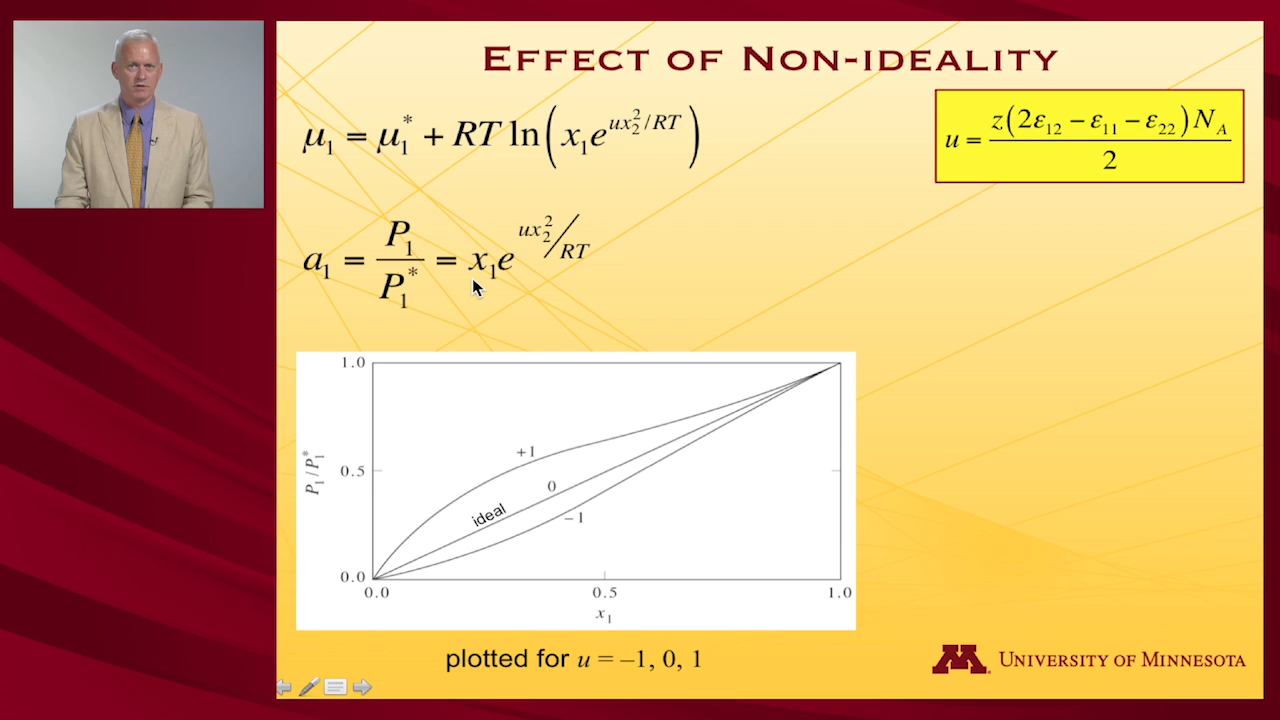 EFFECT OF NON-IDEALITY
μ₁ = μ₁* + RT ln(x₁e^(ux₂²/RT))
u = z(2ε₁₂ − ε₁₁ − ε₂₂)N_A / 2
a₁ = P₁ / P₁* = x₁e^(ux₂²/RT)
1.0
P₁/P₁*
0.5
0.0
+1
0
ideal
−1
0.0 0.5 1.0
x₁
plotted for u = –1, 0, 1
M UNIVERSITY OF MINNESOTA